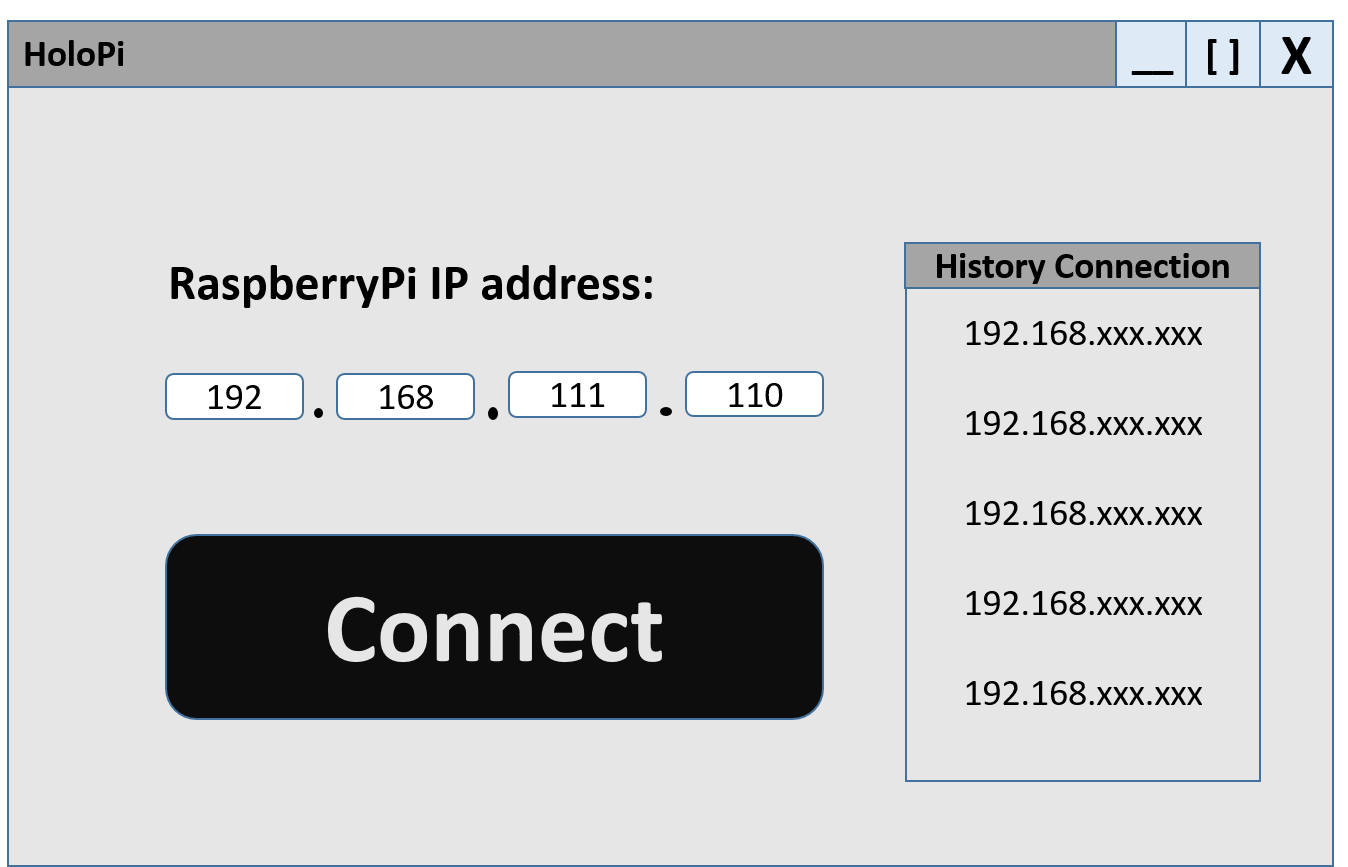 HoloPi __ [ ] X
RaspberryPi IP address:
192 . 168 . 111 . 110
Connect
History Connection
192.168.xxx.xxx
192.168.xxx.xxx
192.168.xxx.xxx
192.168.xxx.xxx
192.168.xxx.xxx